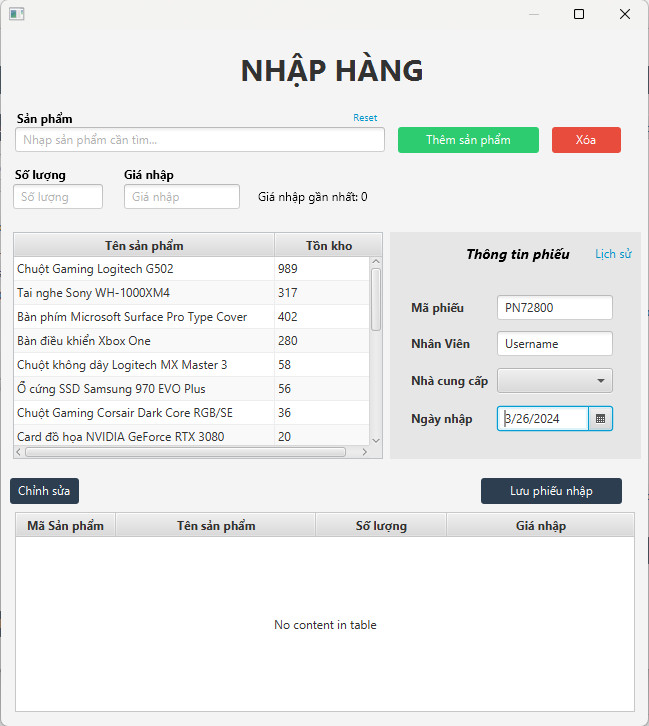 NHẬP HÀNG
Sản phẩm Reset
Nhạp sản phẩm cần tìm...
Thêm sản phẩm Xóa
Số lượng Giá nhập
Số lượng Giá nhập Giá nhập gần nhất: 0
Tên sản phẩm Tồn kho
Chuột Gaming Logitech G502 989
Tai nghe Sony WH-1000XM4 317
Bàn phím Microsoft Surface Pro Type Cover 402
Bàn điều khiển Xbox One 280
Chuột không dây Logitech MX Master 3 58
Ổ cứng SSD Samsung 970 EVO Plus 56
Chuột Gaming Corsair Dark Core RGB/SE 36
Card đồ họa NVIDIA GeForce RTX 3080 20
Thông tin phiếu Lịch sử
Mã phiếu PN72800
Nhân Viên Username
Nhà cung cấp
Ngày nhập 3/26/2024
Chỉnh sửa Lưu phiếu nhập
Mã Sản phẩm Tên sản phẩm Số lượng Giá nhập
No content in table